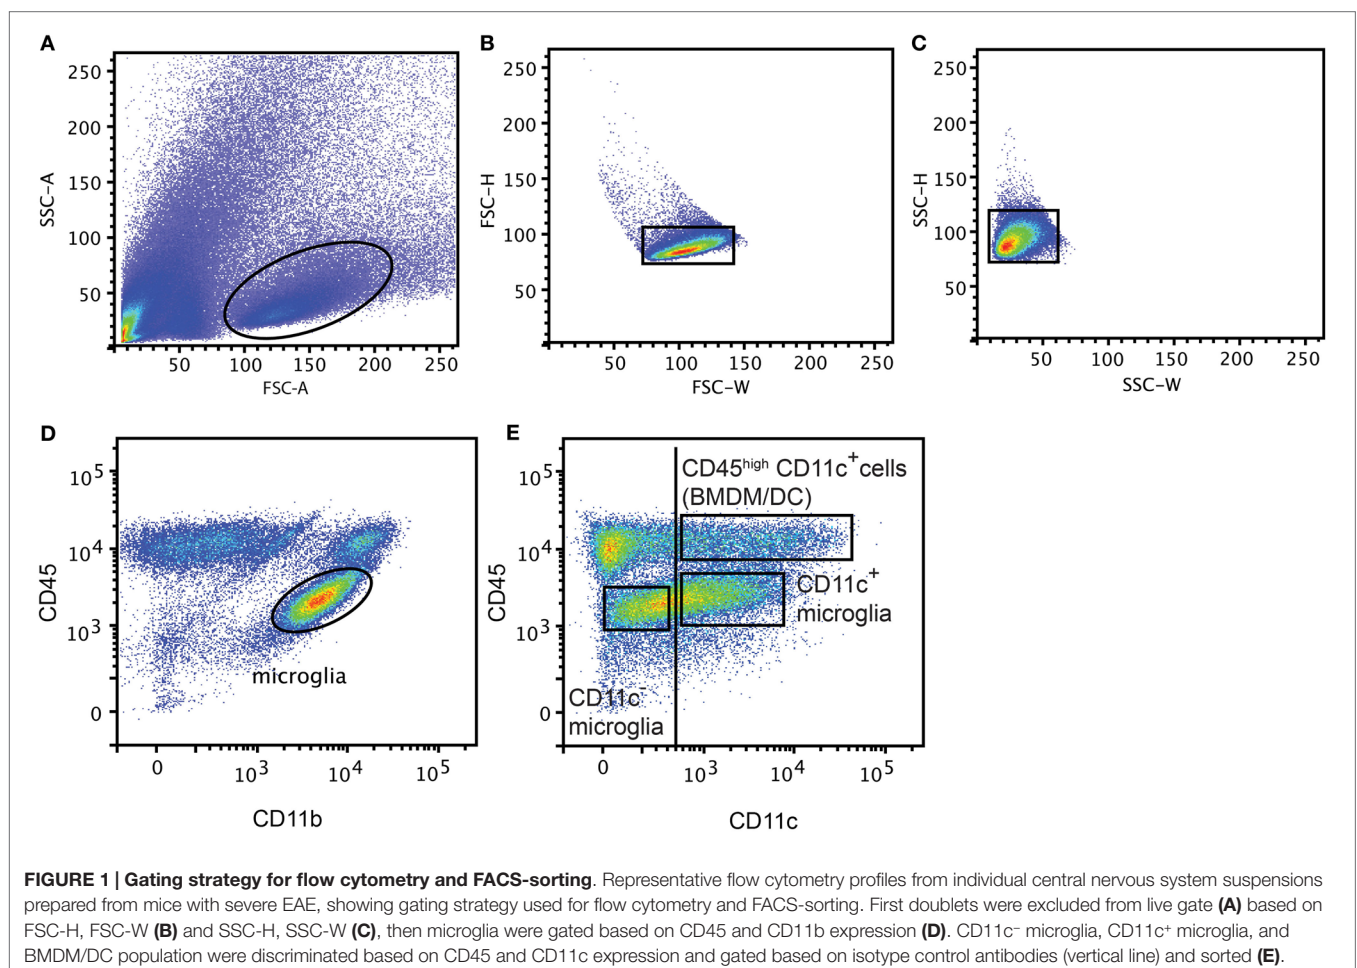 A
SSC-A
250
200
150
100
50
50 100 150 200 250
FSC-A
B
FSC-H
250
200
150
100
50
50 100 150 200 250
FSC-W
C
SSC-H
250
200
150
100
50
50 100 150 200 250
SSC-W
D
CD45
10⁵
10⁴
10³
0
microglia
0 10³ 10⁴ 10⁵
CD11b
E
CD45
10⁵
10⁴
10³
0
CD45ʰⁱᵍʰ CD11c⁺cells
(BMDM/DC)
CD11c⁺
microglia
CD11c⁻
microglia
0 10³ 10⁴ 10⁵
CD11c
FIGURE 1 | Gating strategy for flow cytometry and FACS-sorting. Representative flow cytometry profiles from individual central nervous system suspensions
prepared from mice with severe EAE, showing gating strategy used for flow cytometry and FACS-sorting. First doublets were excluded from live gate (A) based on
FSC-H, FSC-W (B) and SSC-H, SSC-W (C), then microglia were gated based on CD45 and CD11b expression (D). CD11c⁻ microglia, CD11c⁺ microglia, and
BMDM/DC population were discriminated based on CD45 and CD11c expression and gated based on isotype control antibodies (vertical line) and sorted (E).